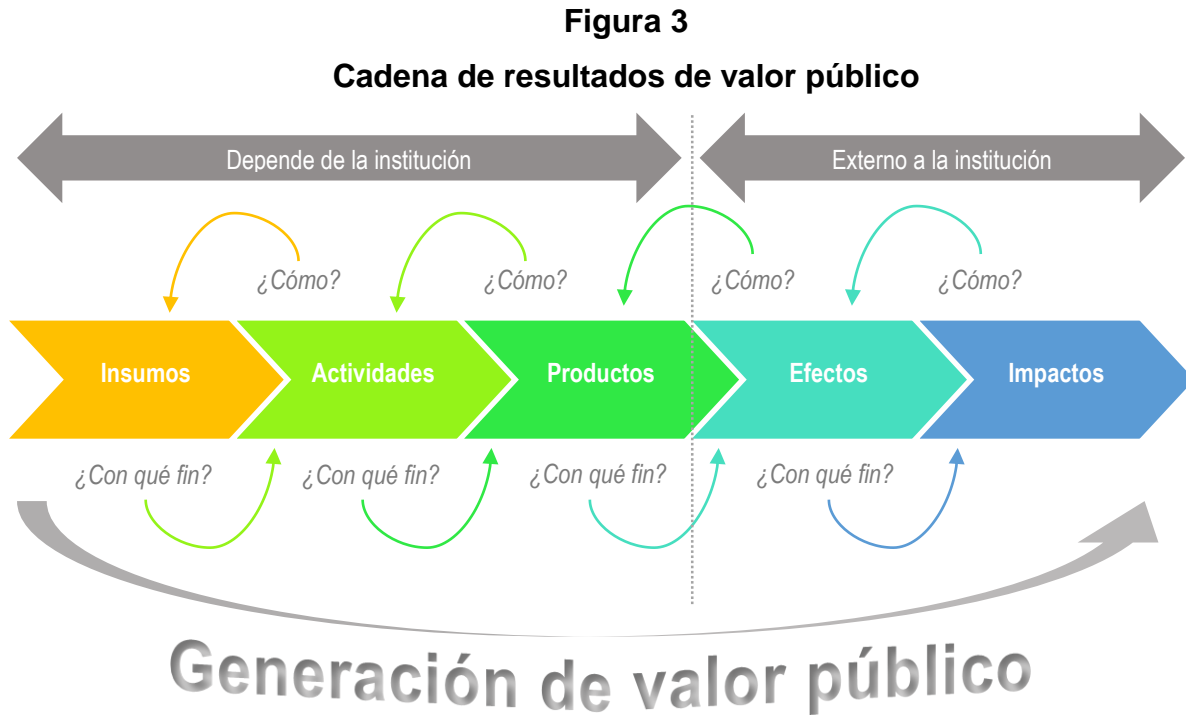 Figura 3
Cadena de resultados de valor público
Depende de la institución
Externo a la institución
¿Cómo?
¿Cómo?
¿Cómo?
¿Cómo?
Insumos
Actividades
Productos
Efectos
Impactos
¿Con qué fin?
¿Con qué fin?
¿Con qué fin?
¿Con qué fin?
Generación de valor público